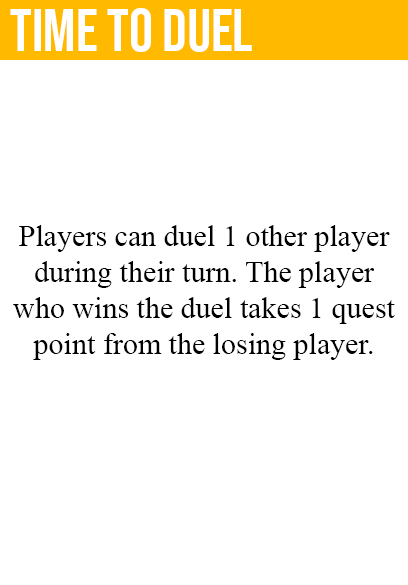 TIME TO DUEL
Players can duel 1 other player
during their turn. The player
who wins the duel takes 1 quest
point from the losing player.